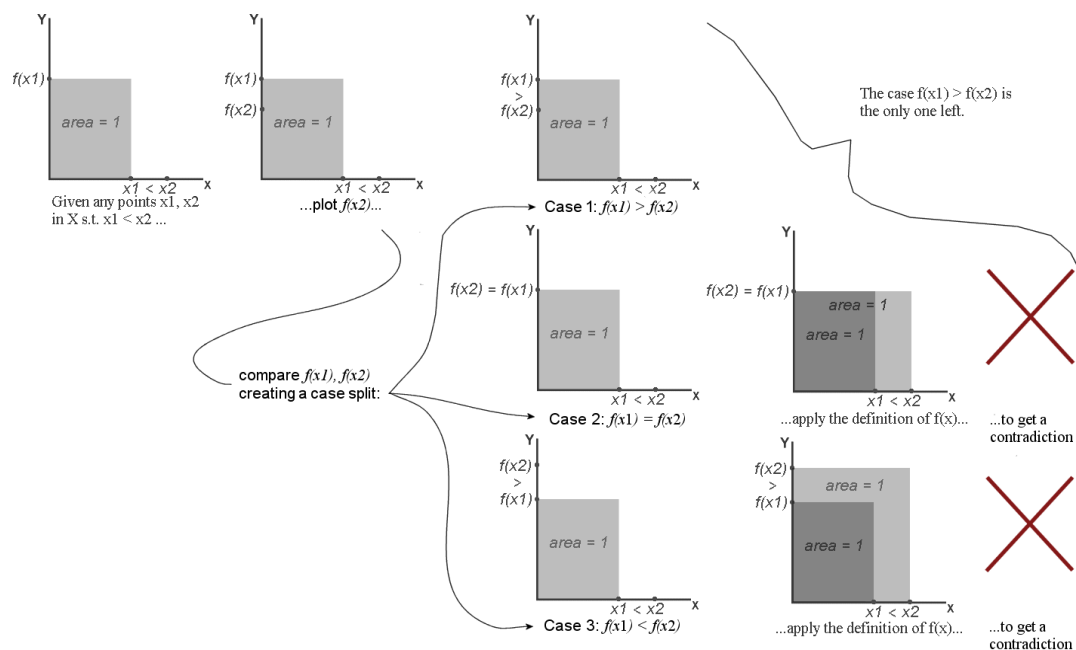 Y
f(x1)
area = 1
x1 < x2
X
Given any points x1, x2
in X s.t. x1 < x2 ...
Y
f(x1)
f(x2)
area = 1
x1 < x2
X
...plot f(x2)...
Y
f(x1)
>
f(x2)
area = 1
x1 < x2
X
Case 1: f(x1) > f(x2)
The case f(x1) > f(x2) is
the only one left.
compare f(x1), f(x2)
creating a case split:
Y
f(x2) = f(x1)
area = 1
x1 < x2
X
Case 2: f(x1) = f(x2)
Y
f(x2) = f(x1)
area = 1
area = 1
x1 < x2
X
...apply the definition of f(x)...
...to get a
contradiction
Y
f(x2)
>
f(x1)
area = 1
x1 < x2
X
Case 3: f(x1) < f(x2)
Y
f(x2)
>
f(x1)
area = 1
area = 1
x1 < x2
X
...apply the definition of f(x)...
...to get a
contradiction